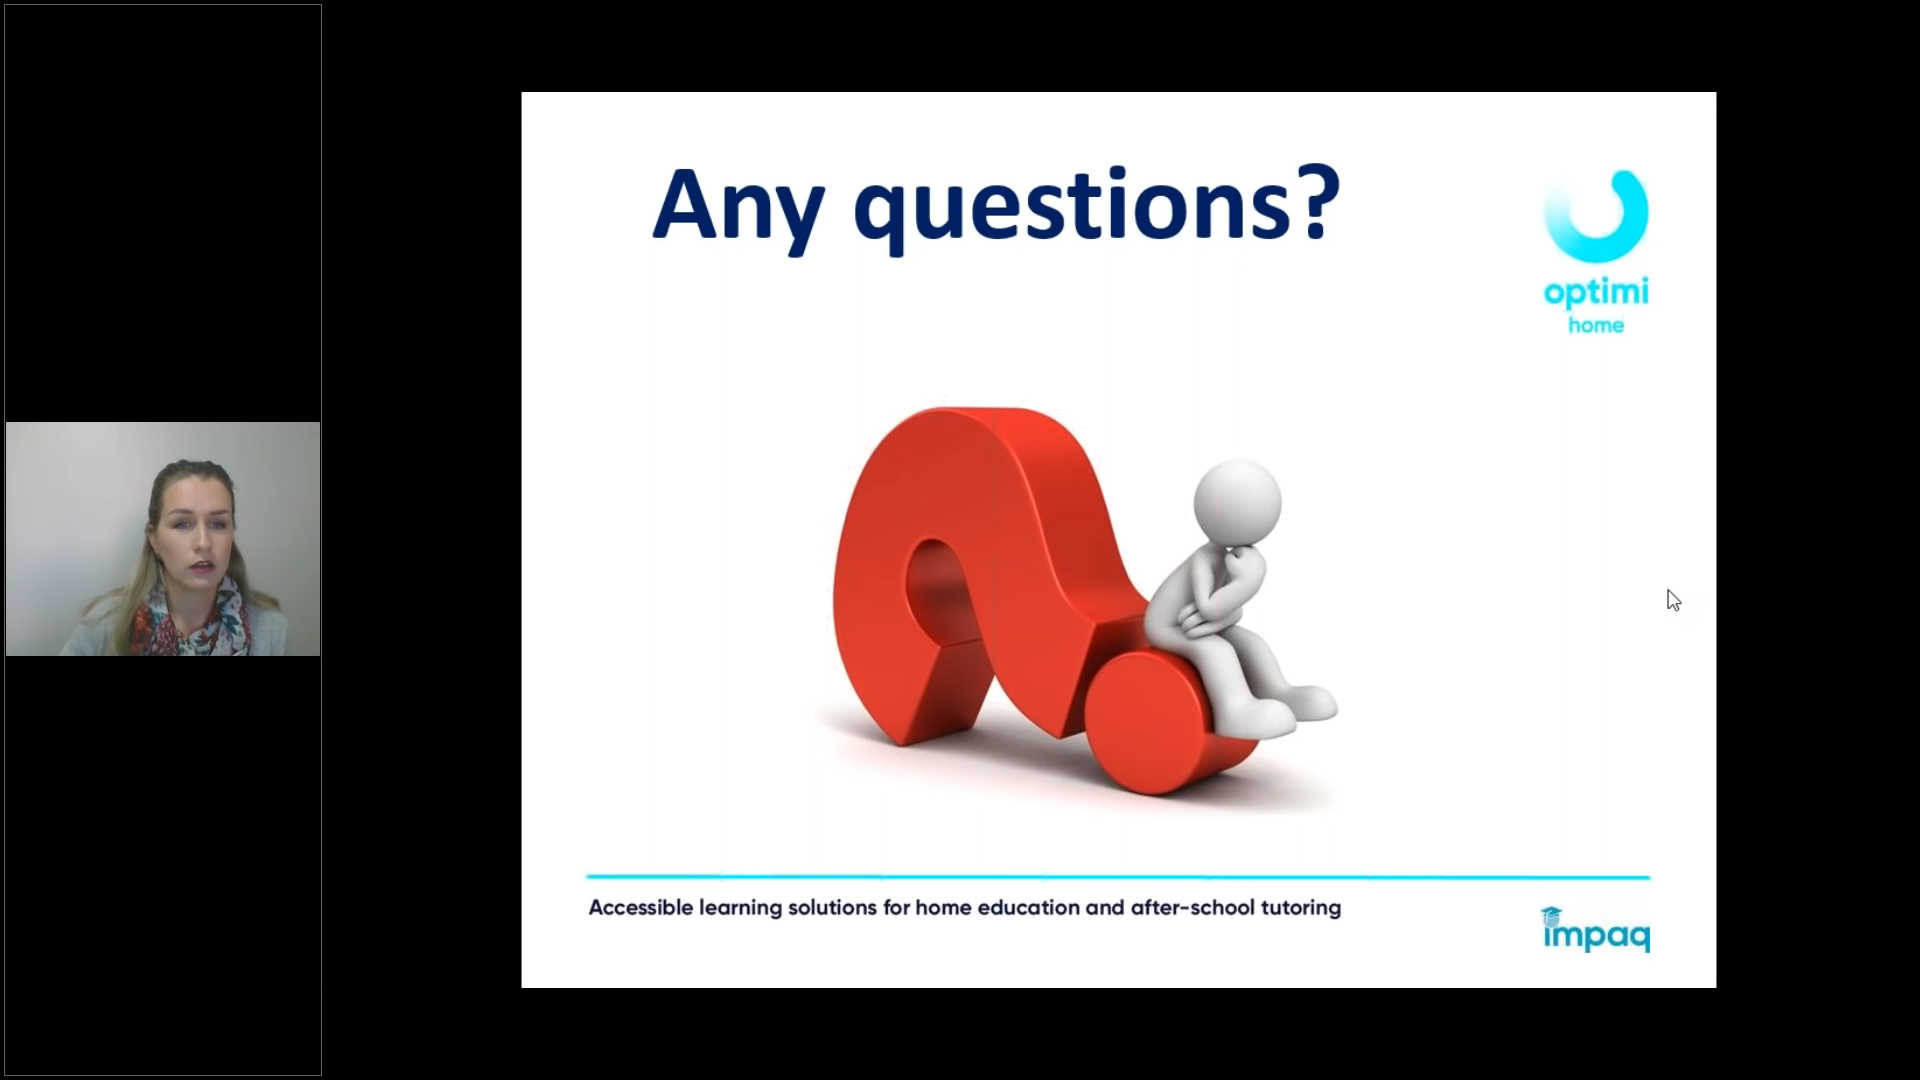 Any questions?
optimi
home
Accessible learning solutions for home education and after-school tutoring
impaq